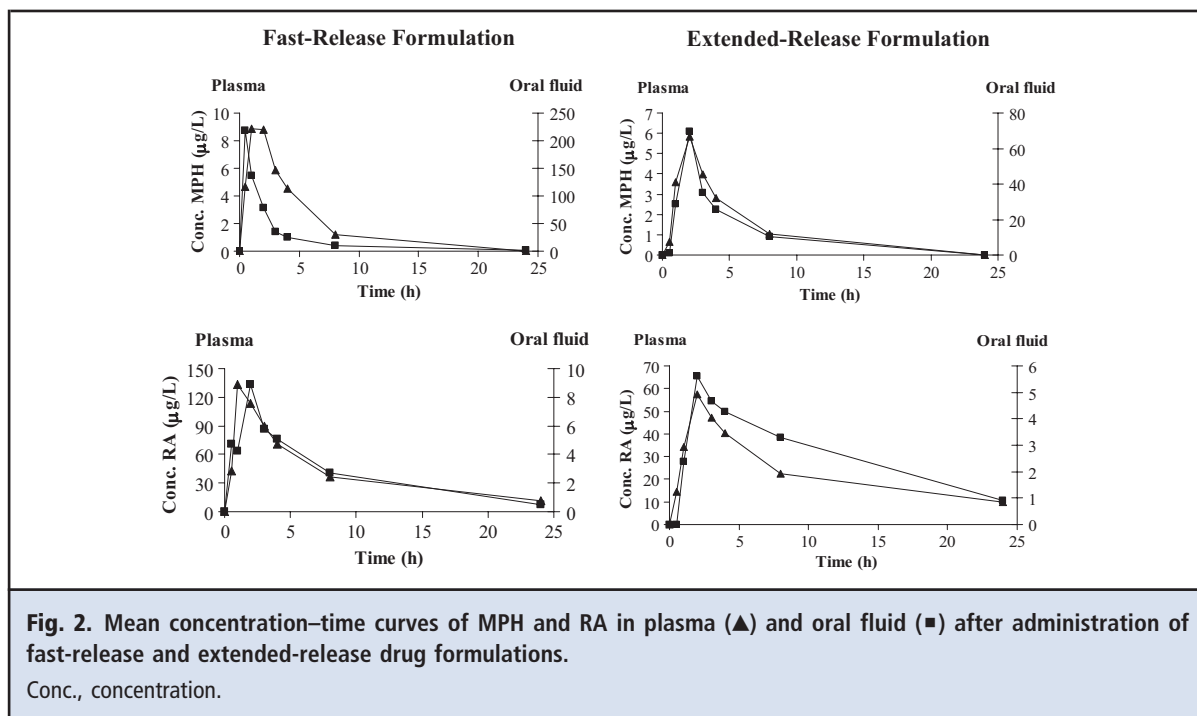 Fast-Release Formulation
Extended-Release Formulation
Plasma
Oral fluid
Conc. MPH (μg/L)
10
8
6
4
2
0
250
200
150
100
50
0
0 5 10 15 20 25
Time (h)
Plasma
Oral fluid
Conc. MPH (μg/L)
7
6
5
4
3
2
1
0
80
60
40
20
0
0 5 10 15 20 25
Time (h)
Plasma
Oral fluid
Conc. RA (μg/L)
150
120
90
60
30
0
10
8
6
4
2
0
0 5 10 15 20 25
Time (h)
Plasma
Oral fluid
Conc. RA (μg/L)
70
60
50
40
30
20
10
0
6
5
4
3
2
1
0
0 5 10 15 20 25
Time (h)
Fig. 2. Mean concentration–time curves of MPH and RA in plasma (▲) and oral fluid (■) after administration of
fast-release and extended-release drug formulations.
Conc., concentration.